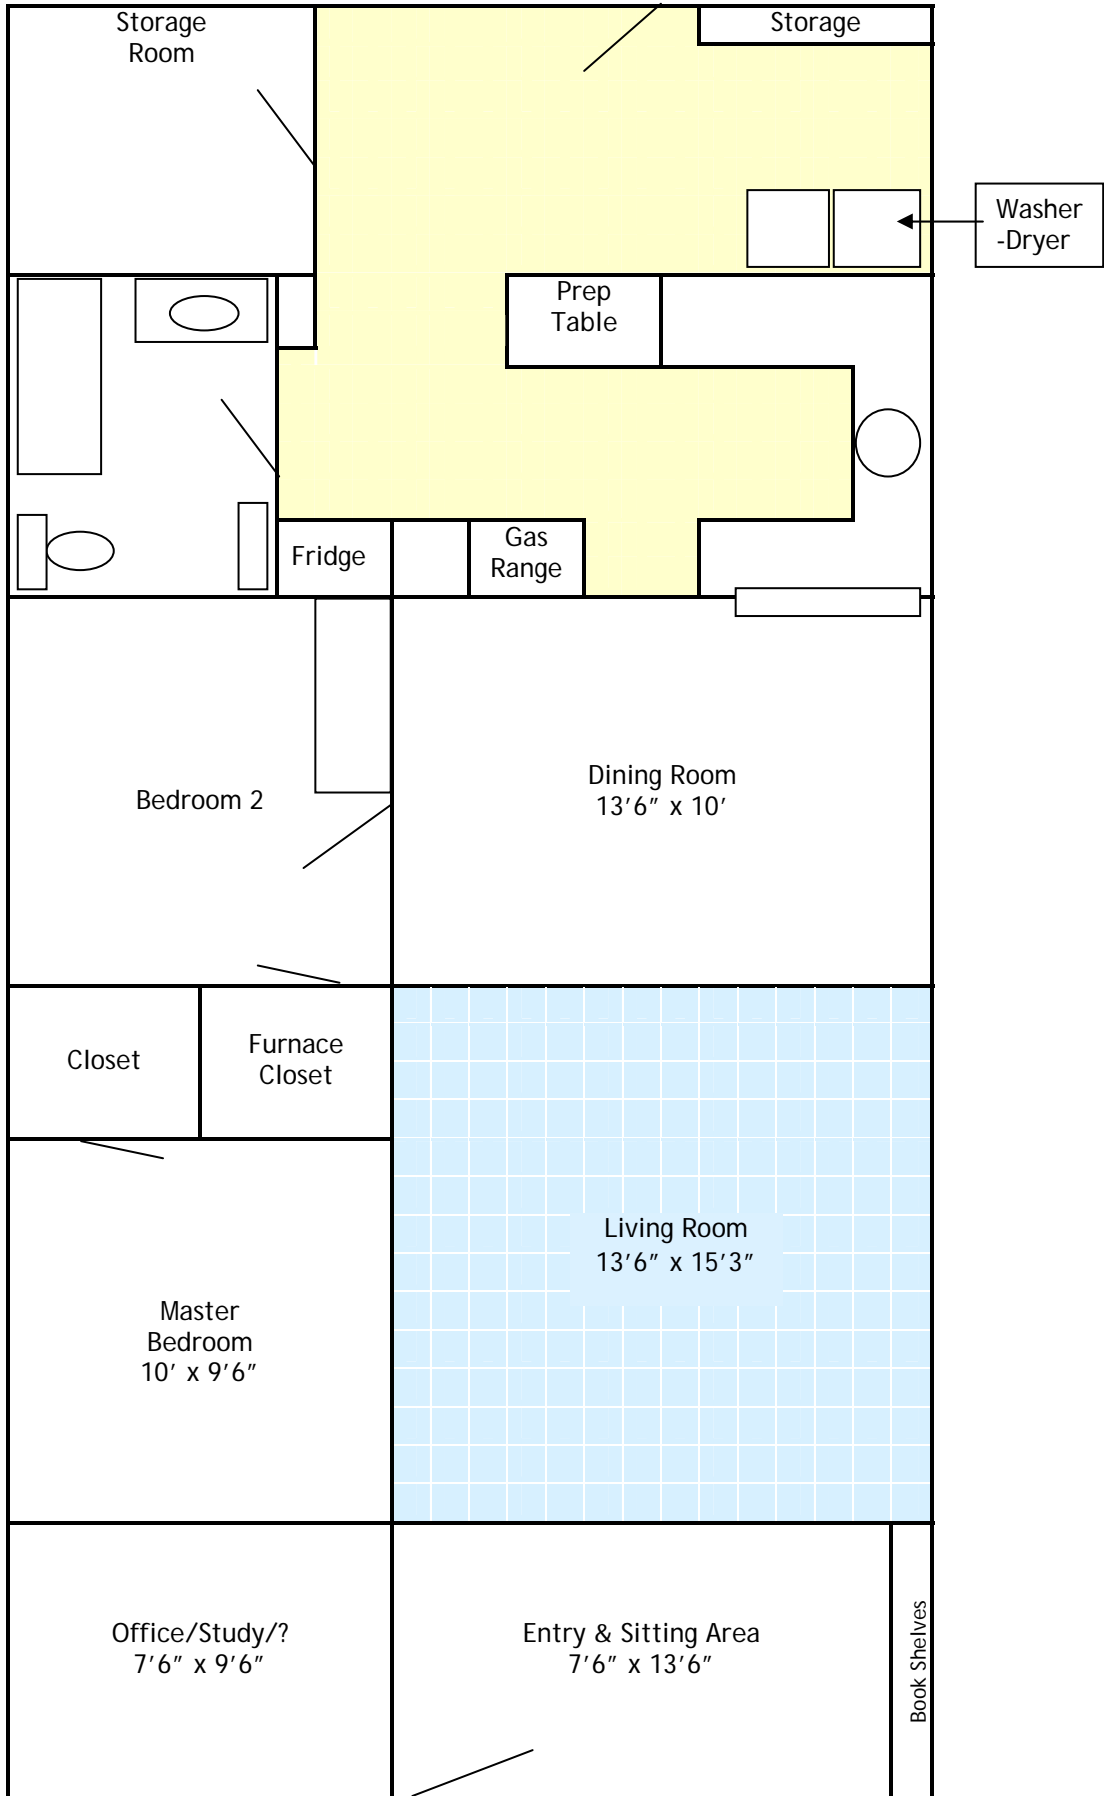 Storage
Room
Storage
Washer
-Dryer
Prep
Table
Fridge
Gas
Range
Bedroom 2
Dining Room
13’6” x 10’
Closet
Furnace
Closet
Living Room
13’6” x 15’3”
Master
Bedroom
10’ x 9’6”
Office/Study/?
7’6” x 9’6”
Entry & Sitting Area
7’6” x 13’6”
Book Shelves